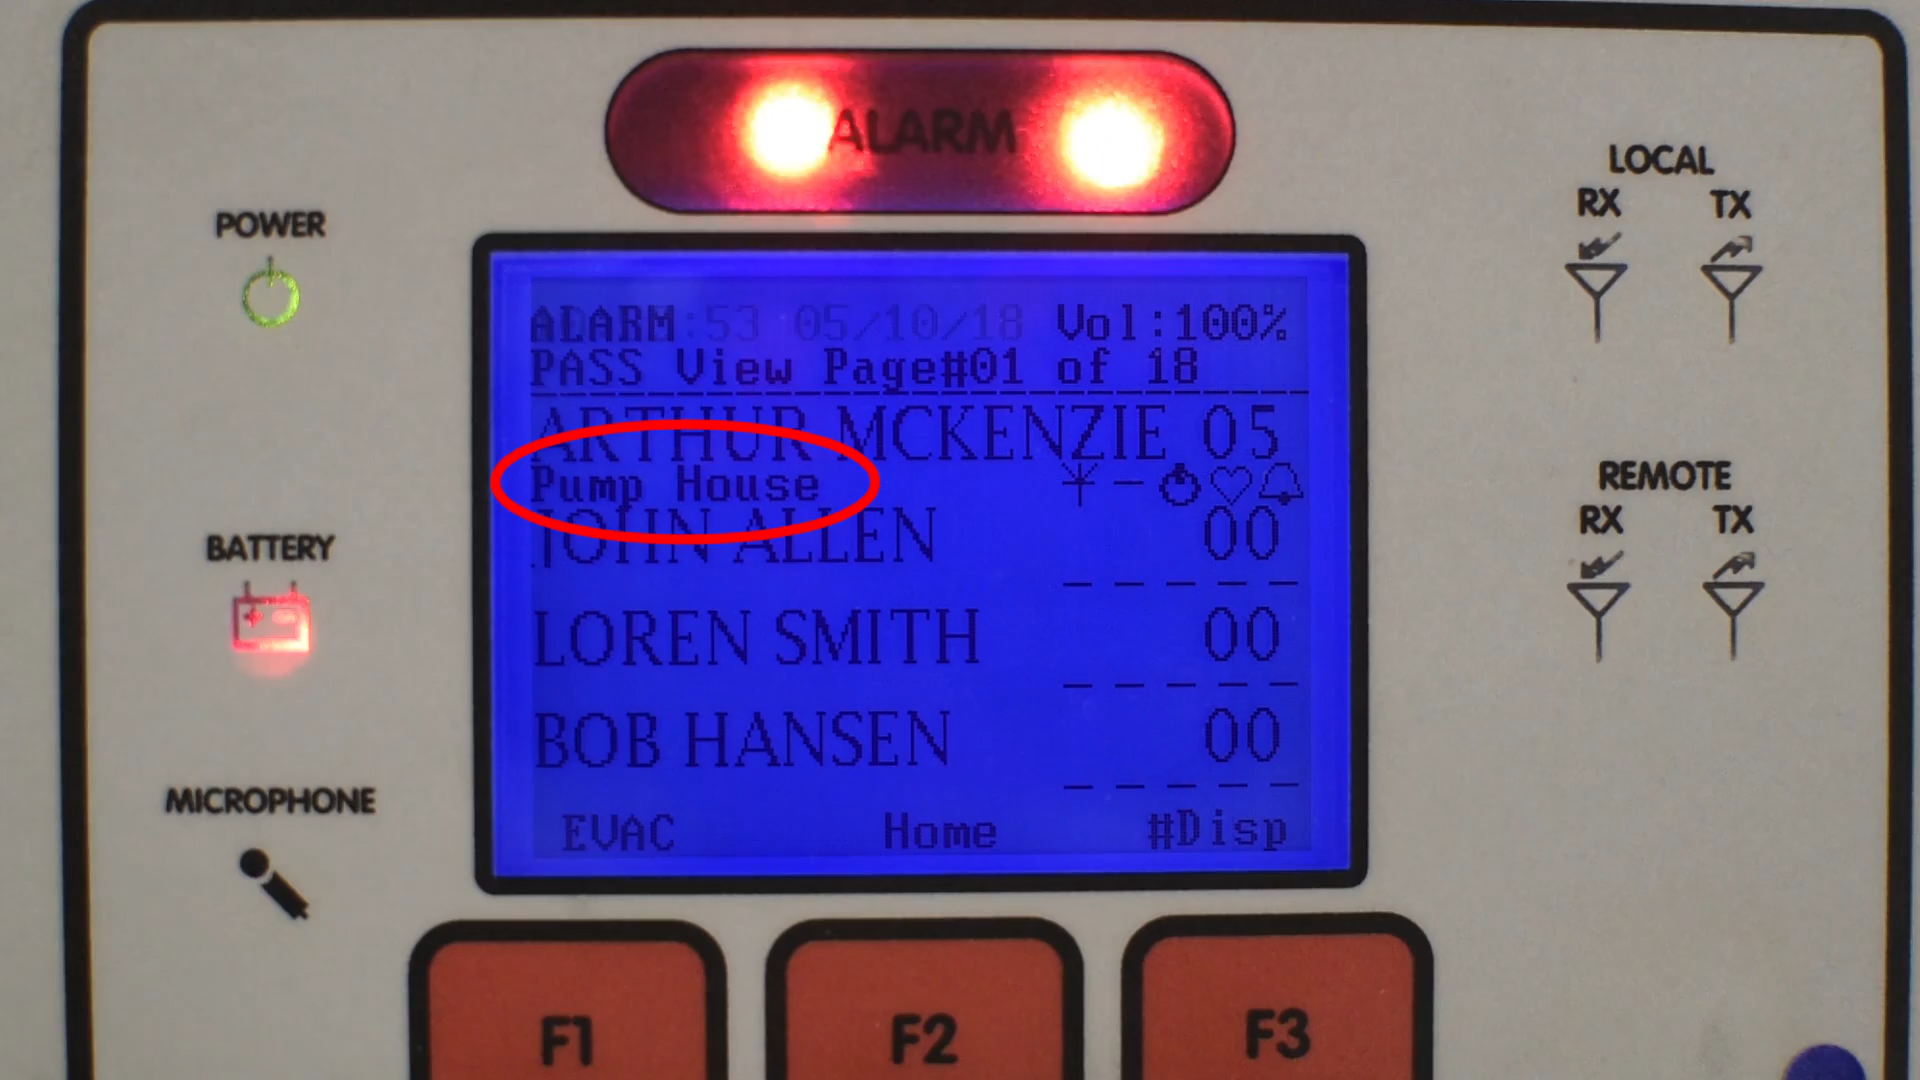 ALARM
LOCAL
RX TX
POWER
ALARM:53 05/10/18 Vol:100%
PASS View Page#01 of 18
ARTHUR MCKENZIE 05
Pump House
JOHN ALLEN 00
LOREN SMITH 00
BOB HANSEN 00
EVAC Home #Disp
REMOTE
RX TX
BATTERY
MICROPHONE
F1 F2 F3